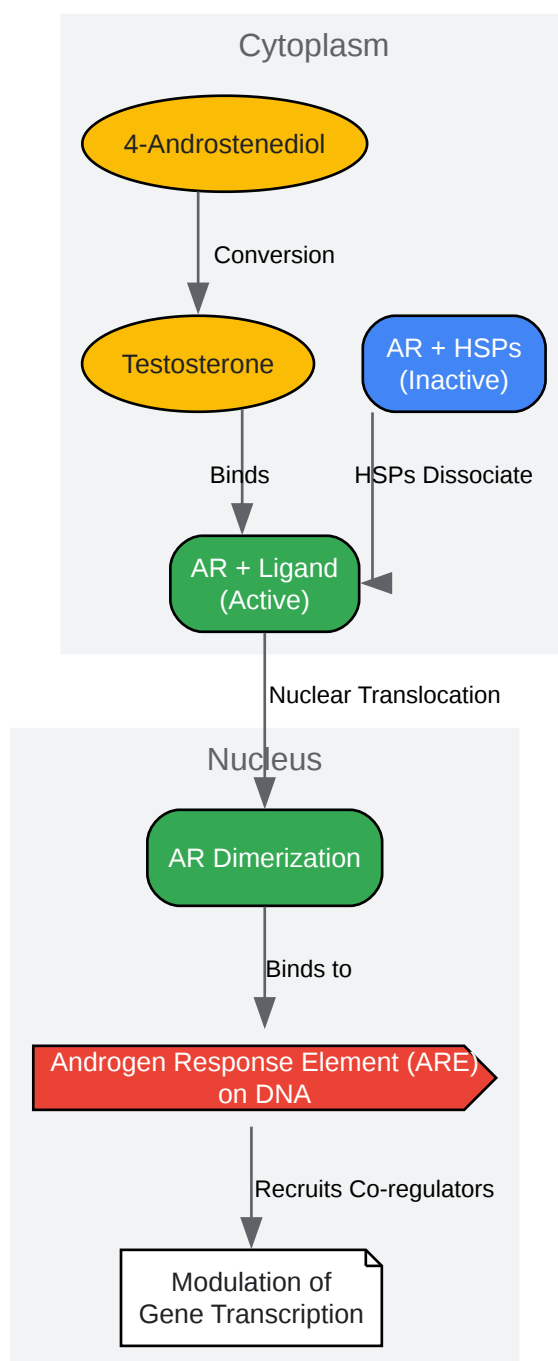 Cytoplasm
4-Androstenediol
Conversion
Testosterone
AR + HSPs
(Inactive)
Binds
HSPs Dissociate
AR + Ligand
(Active)
Nuclear Translocation
Nucleus
AR Dimerization
Binds to
Androgen Response Element (ARE)
on DNA
Recruits Co-regulators
Modulation of
Gene Transcription